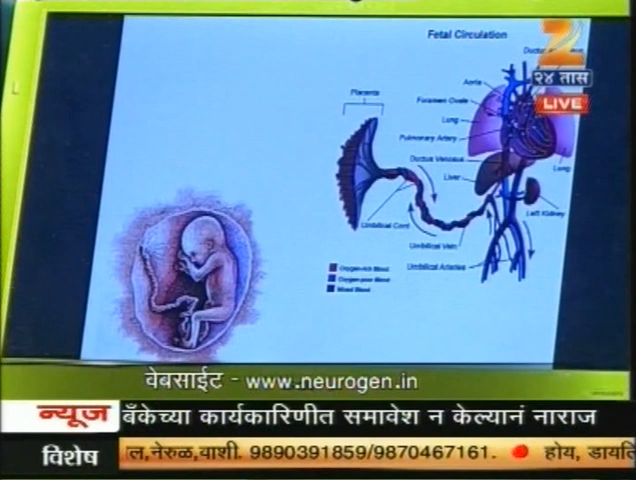 Fetal Circulation
२४ तास
LIVE
Aorta
Placenta
Foramen Ovale
Lung
Pulmonary Artery
Ductus Venosus
Liver
Lung
Left Kidney
Umbilical Cord
Umbilical Vein
Umbilical Arteries
Oxygen-rich Blood
Oxygen-poor Blood
Mixed Blood
वेबसाईट - www.neurogen.in
न्यूज बँकेच्या कार्यकारिणीत समावेश न केल्यानं नाराज
विशेष ल,नेरुळ,वाशी. 9890391859/9870467161. होय, डायलि